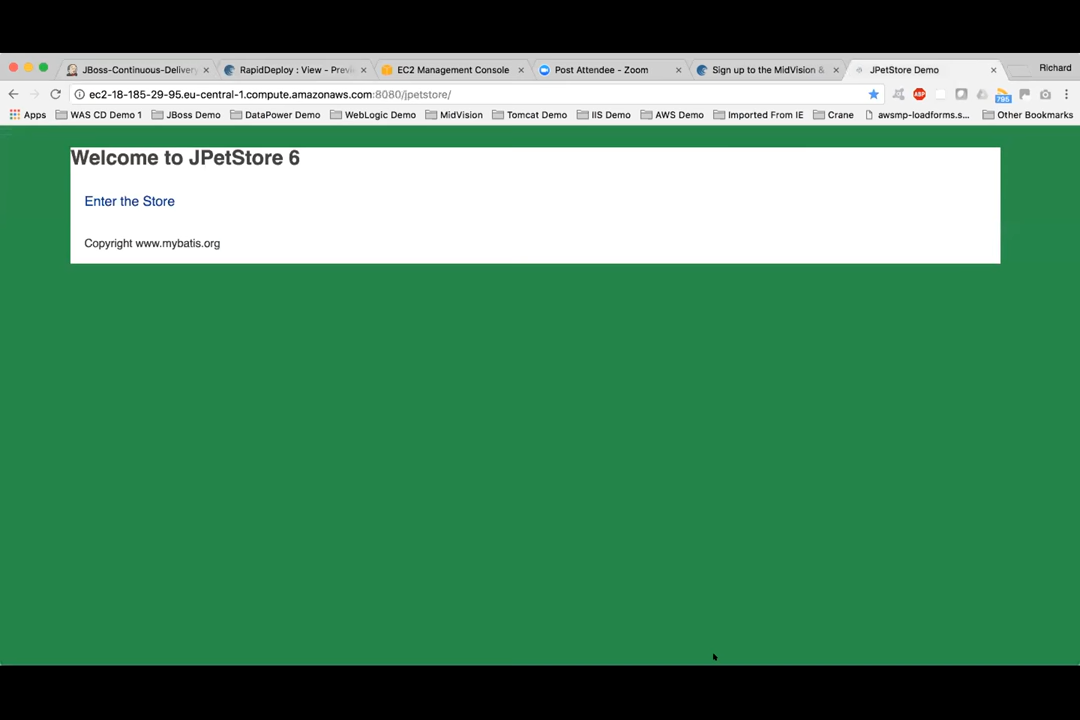 JBoss-Continuous-Delivery
RapidDeploy : View - Previ
EC2 Management Console
Post Attendee - Zoom
Sign up to the MidVision &
JPetStore Demo
Richard
ec2-18-185-29-95.eu-central-1.compute.amazonaws.com:8080/jpetstore/
ABP
796
Apps
WAS CD Demo 1
JBoss Demo
DataPower Demo
WebLogic Demo
MidVision
Tomcat Demo
IIS Demo
AWS Demo
Imported From IE
Crane
awsmp-loadforms.s...
Other Bookmarks
Welcome to JPetStore 6
Enter the Store
Copyright www.mybatis.org